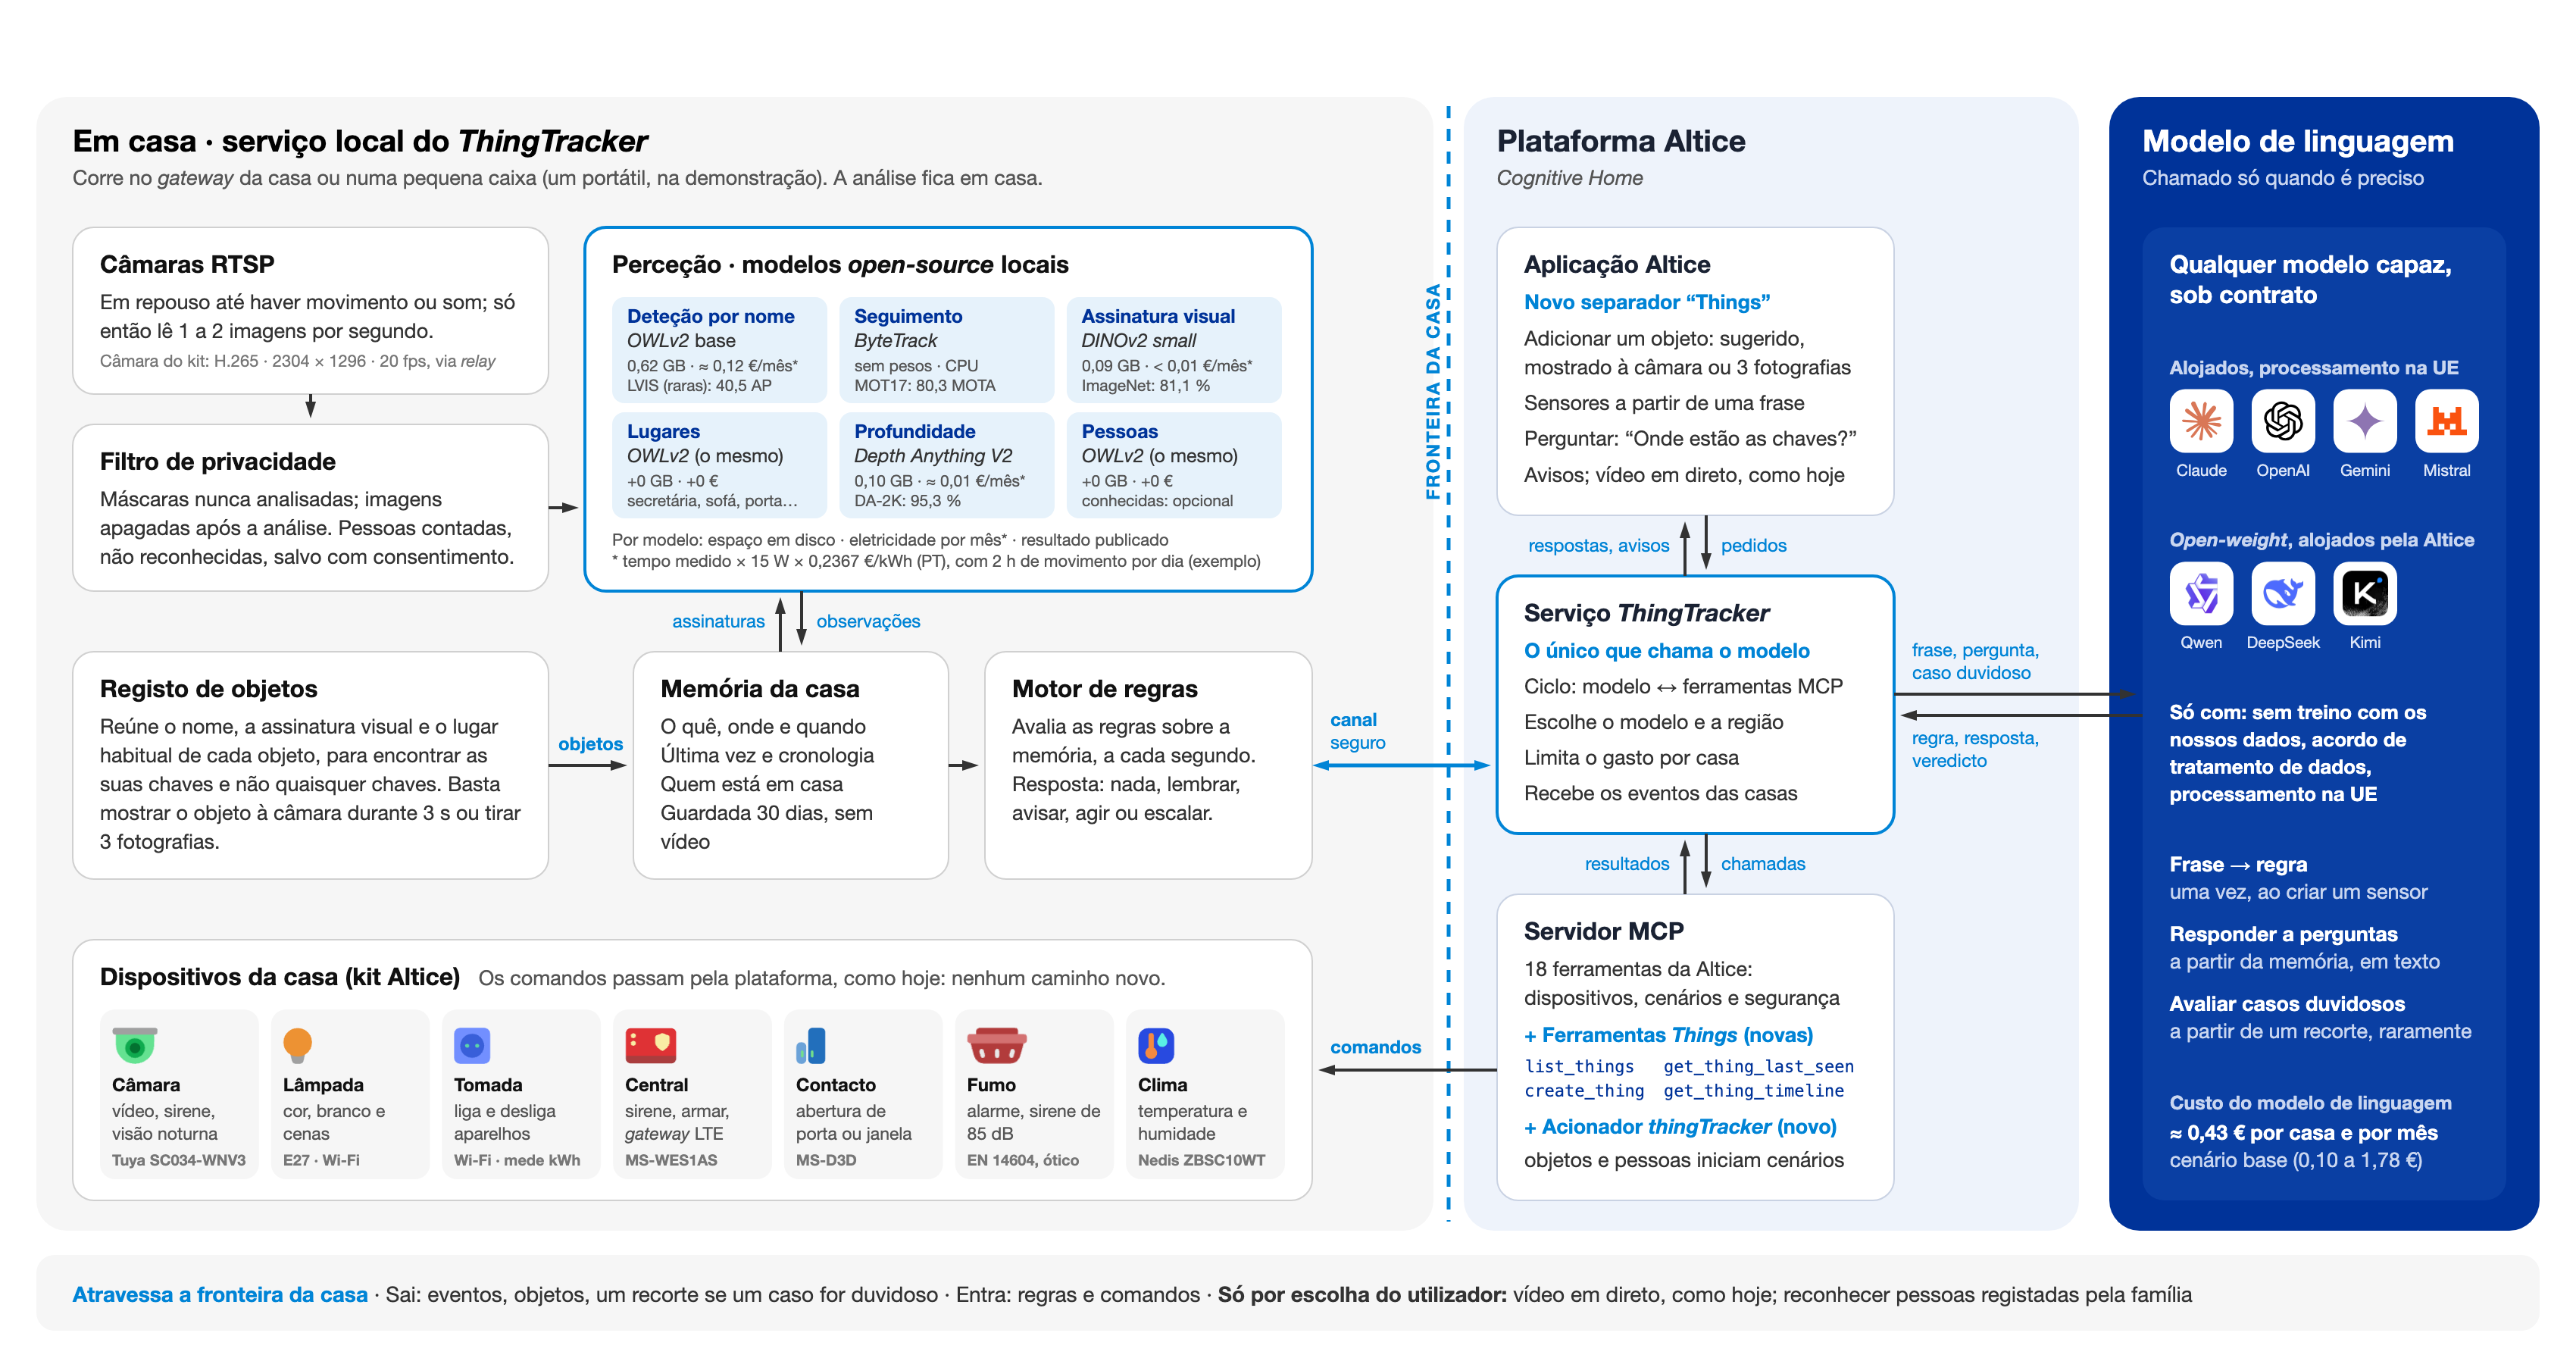 Em casa · serviço local do ThingTracker
Corre no gateway da casa ou numa pequena caixa (um portátil, na demonstração). A análise fica em casa.
Câmaras RTSP
Em repouso até haver movimento ou som; só
então lê 1 a 2 imagens por segundo.
Câmara do kit: H.265 · 2304 × 1296 · 20 fps, via relay
Filtro de privacidade
Máscaras nunca analisadas; imagens
apagadas após a análise. Pessoas contadas,
não reconhecidas, salvo com consentimento.
Perceção · modelos open-source locais
Deteção por nome
OWLv2 base
0,62 GB · ≈ 0,12 €/mês*
LVIS (raras): 40,5 AP
Seguimento
ByteTrack
sem pesos · CPU
MOT17: 80,3 MOTA
Assinatura visual
DINOv2 small
0,09 GB · < 0,01 €/mês*
ImageNet: 81,1 %
Lugares
OWLv2 (o mesmo)
+0 GB · +0 €
secretária, sofá, porta…
Profundidade
Depth Anything V2
0,10 GB · ≈ 0,01 €/mês*
DA-2K: 95,3 %
Pessoas
OWLv2 (o mesmo)
+0 GB · +0 €
conhecidas: opcional
Por modelo: espaço em disco · eletricidade por mês* · resultado publicado
* tempo medido × 15 W × 0,2367 €/kWh (PT), com 2 h de movimento por dia (exemplo)
assinaturas
observações
Registo de objetos
Reúne o nome, a assinatura visual e o lugar
habitual de cada objeto, para encontrar as
suas chaves e não quaisquer chaves. Basta
mostrar o objeto à câmara durante 3 s ou tirar
3 fotografias.
objetos
Memória da casa
O quê, onde e quando
Última vez e cronologia
Quem está em casa
Guardada 30 dias, sem
vídeo
Motor de regras
Avalia as regras sobre a
memória, a cada segundo.
Resposta: nada, lembrar,
avisar, agir ou escalar.
canal
seguro
Dispositivos da casa (kit Altice) Os comandos passam pela plataforma, como hoje: nenhum caminho novo.
Câmara
vídeo, sirene,
visão noturna
Tuya SC034-WNV3
Lâmpada
cor, branco e
cenas
E27 · Wi-Fi
Tomada
liga e desliga
aparelhos
Wi-Fi · mede kWh
Central
sirene, armar,
gateway LTE
MS-WES1AS
Contacto
abertura de
porta ou janela
MS-D3D
Fumo
alarme, sirene de
85 dB
EN 14604, ótico
Clima
temperatura e
humidade
Nedis ZBSC10WT
comandos
FRONTEIRA DA CASA
Plataforma Altice
Cognitive Home
Aplicação Altice
Novo separador “Things”
Adicionar um objeto: sugerido,
mostrado à câmara ou 3 fotografias
Sensores a partir de uma frase
Perguntar: “Onde estão as chaves?”
Avisos; vídeo em direto, como hoje
respostas, avisos
pedidos
Serviço ThingTracker
O único que chama o modelo
Ciclo: modelo ↔ ferramentas MCP
Escolhe o modelo e a região
Limita o gasto por casa
Recebe os eventos das casas
resultados
chamadas
Servidor MCP
18 ferramentas da Altice:
dispositivos, cenários e segurança
+ Ferramentas Things (novas)
list_things get_thing_last_seen
create_thing get_thing_timeline
+ Acionador thingTracker (novo)
objetos e pessoas iniciam cenários
frase, pergunta,
caso duvidoso
regra, resposta,
veredicto
Modelo de linguagem
Chamado só quando é preciso
Qualquer modelo capaz,
sob contrato
Alojados, processamento na UE
Claude
OpenAI
Gemini
Mistral
Open-weight, alojados pela Altice
K
Qwen
DeepSeek
Kimi
Só com: sem treino com os
nossos dados, acordo de
tratamento de dados,
processamento na UE
Frase → regra
uma vez, ao criar um sensor
Responder a perguntas
a partir da memória, em texto
Avaliar casos duvidosos
a partir de um recorte, raramente
Custo do modelo de linguagem
≈ 0,43 € por casa e por mês
cenário base (0,10 a 1,78 €)
Atravessa a fronteira da casa · Sai: eventos, objetos, um recorte se um caso for duvidoso · Entra: regras e comandos · Só por escolha do utilizador: vídeo em direto, como hoje; reconhecer pessoas registadas pela família